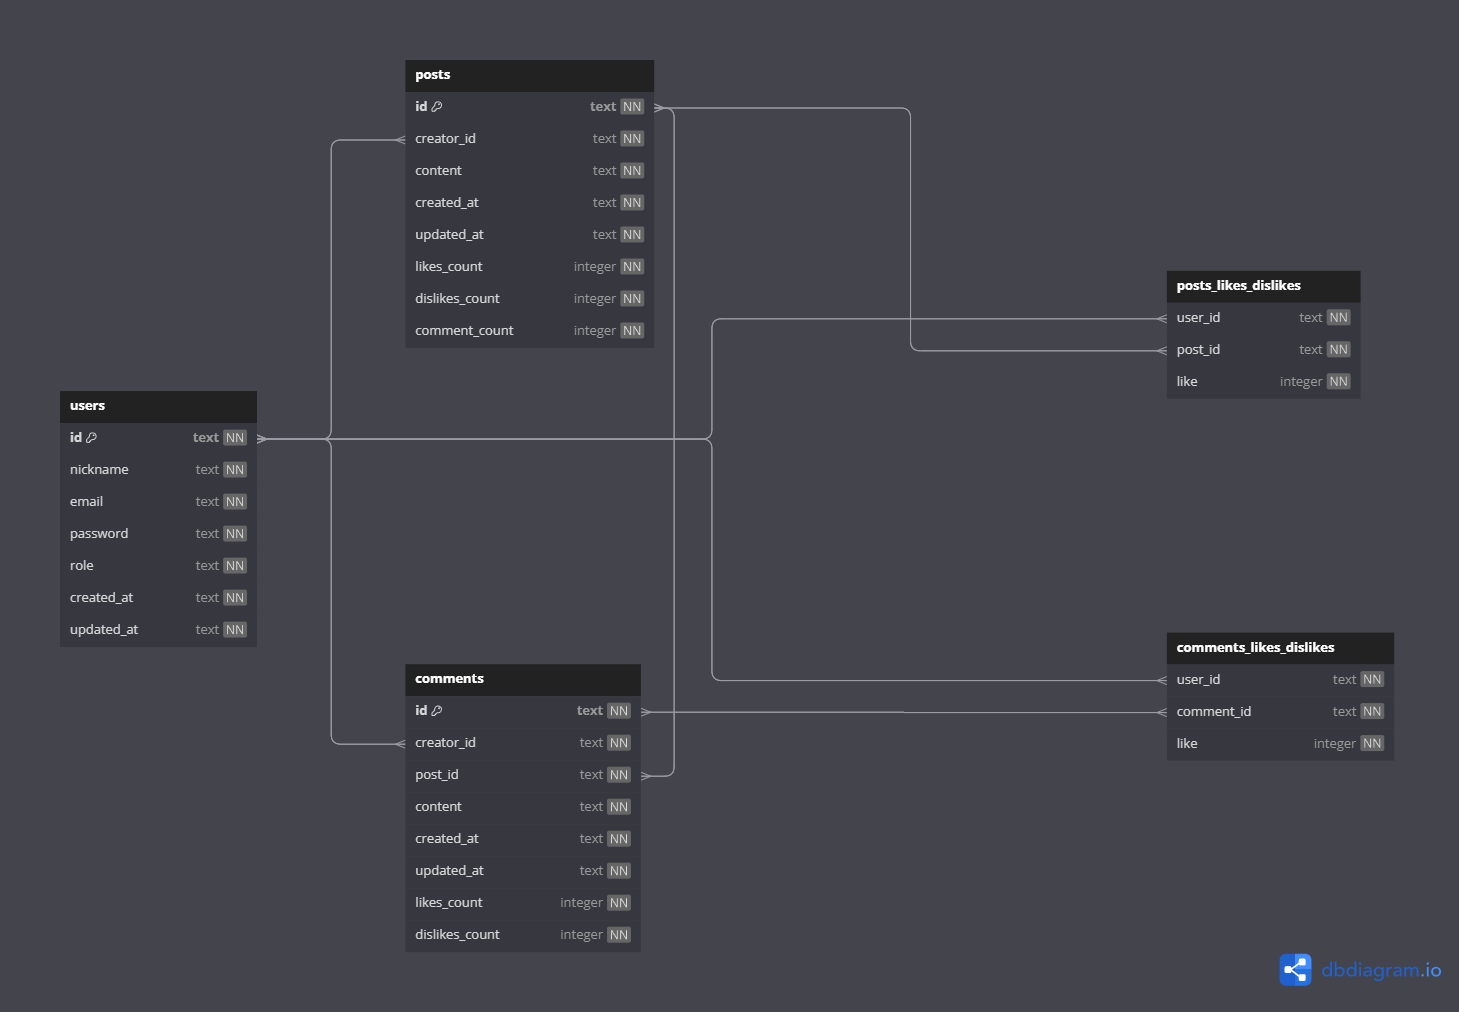 posts
id text NN
creator_id text NN
content text NN
created_at text NN
updated_at text NN
likes_count integer NN
dislikes_count integer NN
comment_count integer NN
posts_likes_dislikes
user_id text NN
post_id text NN
like integer NN
users
id text NN
nickname text NN
email text NN
password text NN
role text NN
created_at text NN
updated_at text NN
comments
id text NN
creator_id text NN
post_id text NN
content text NN
created_at text NN
updated_at text NN
likes_count integer NN
dislikes_count integer NN
comments_likes_dislikes
user_id text NN
comment_id text NN
like integer NN
dbdiagram.io